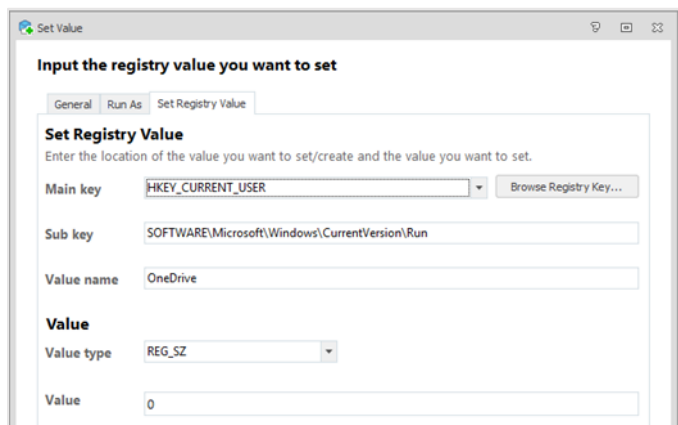 Set Value
Input the registry value you want to set
General Run As Set Registry Value
Set Registry Value
Enter the location of the value you want to set/create and the value you want to set.
Main key HKEY_CURRENT_USER Browse Registry Key...
Sub key SOFTWARE\Microsoft\Windows\CurrentVersion\Run
Value name OneDrive
Value
Value type REG_SZ
Value 0